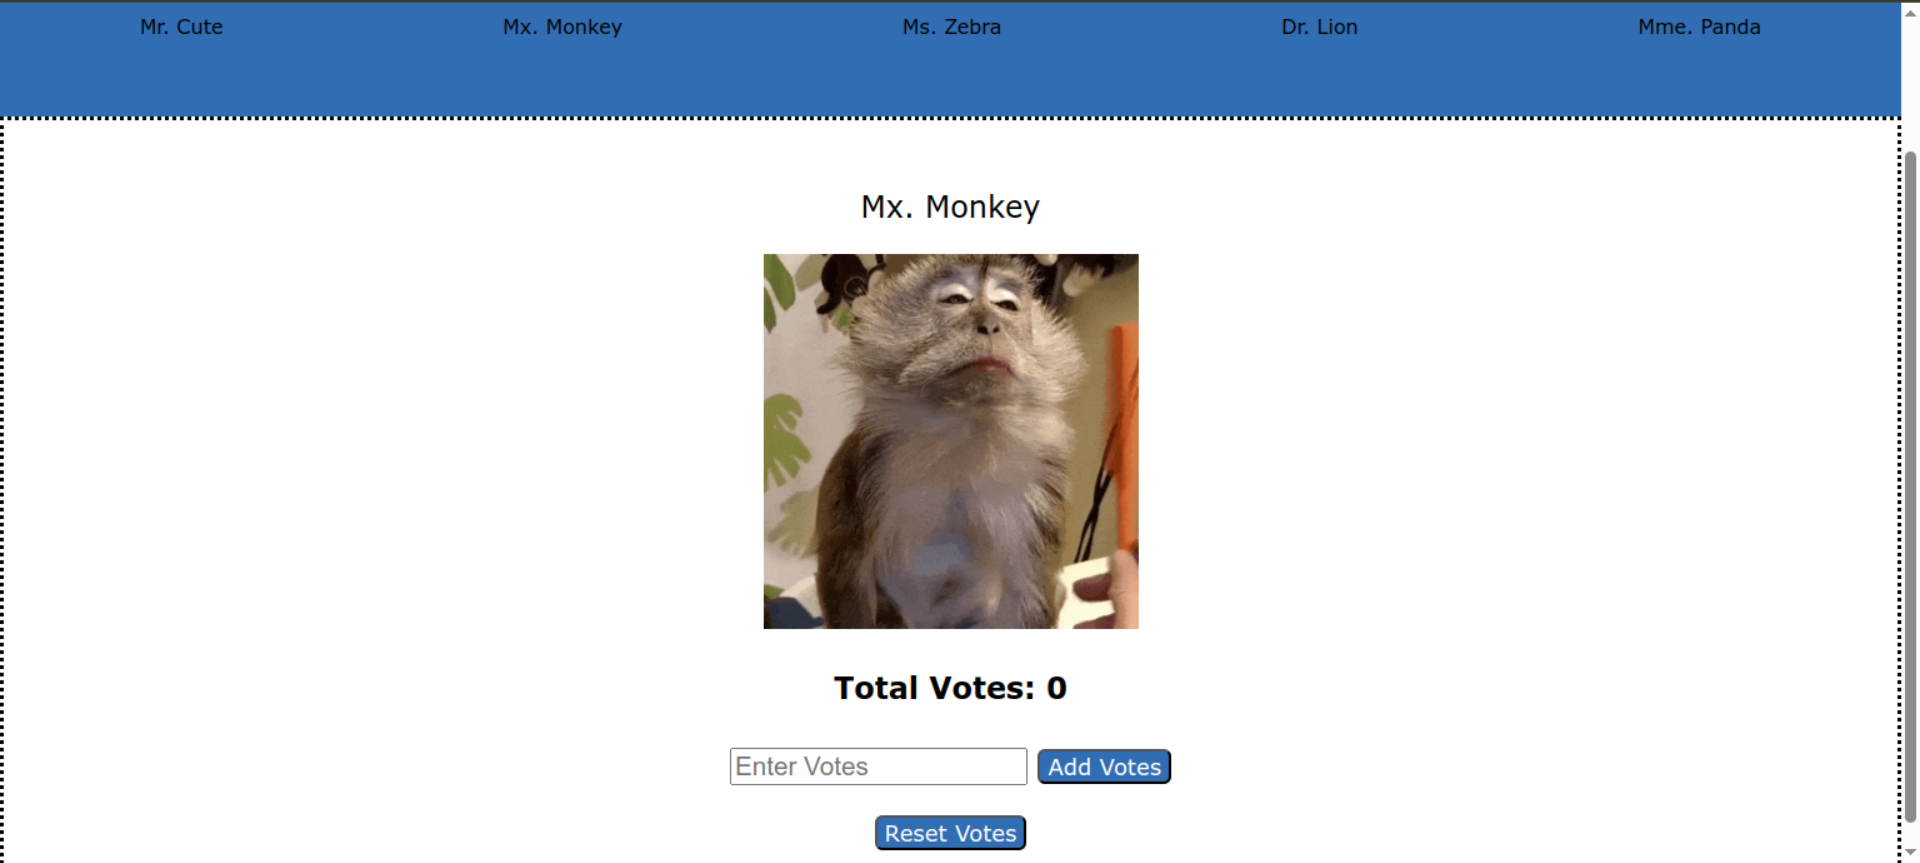 Mr. Cute Mx. Monkey Ms. Zebra Dr. Lion Mme. Panda
Mx. Monkey
Total Votes: 0
Enter Votes Add Votes
Reset Votes